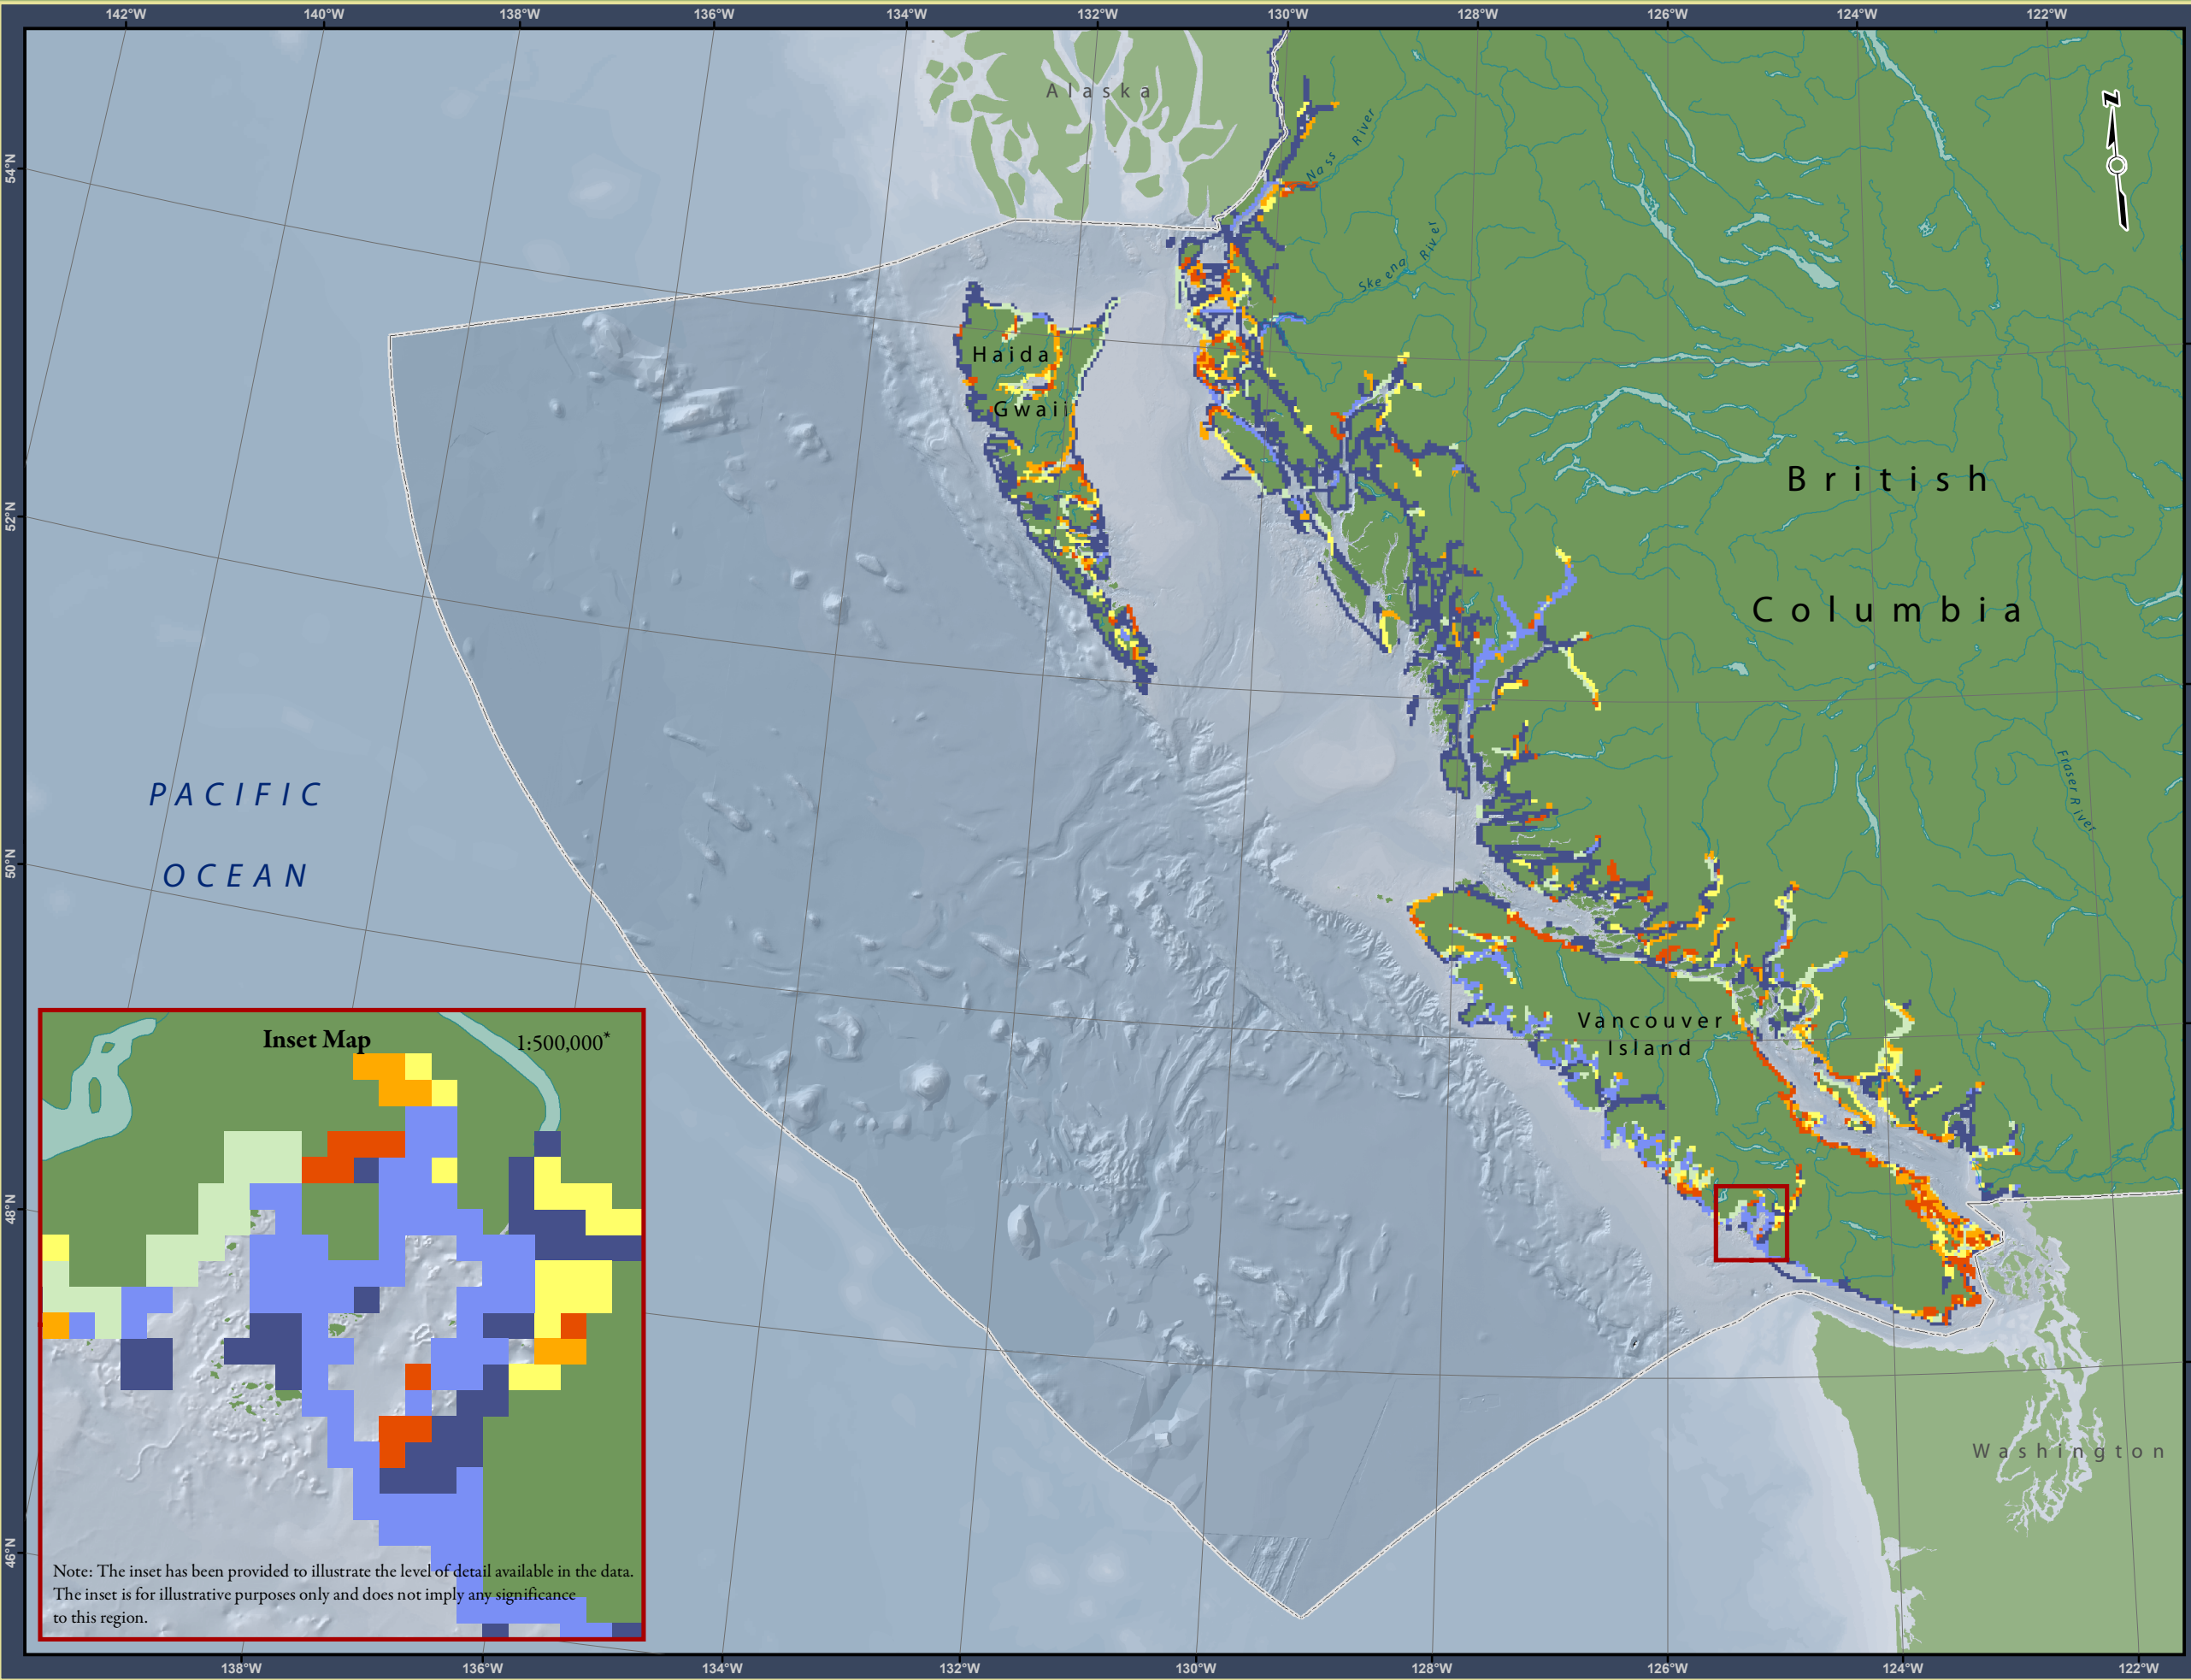 142°W 140°W 138°W 136°W 134°W 132°W 130°W 128°W 126°W 124°W 122°W
54°N
52°N
50°N
48°N
46°N
Alaska
N
Nass River
Skeena River
Haida
Gwaii
British
Columbia
Fraser River
PACIFIC
OCEAN
Vancouver
Island
Washington
Inset Map 1:500,000*
Note: The inset has been provided to illustrate the level of detail available in the data.
The inset is for illustrative purposes only and does not imply any significance
to this region.
138°W 136°W 134°W 132°W 130°W 128°W 126°W 124°W 122°W